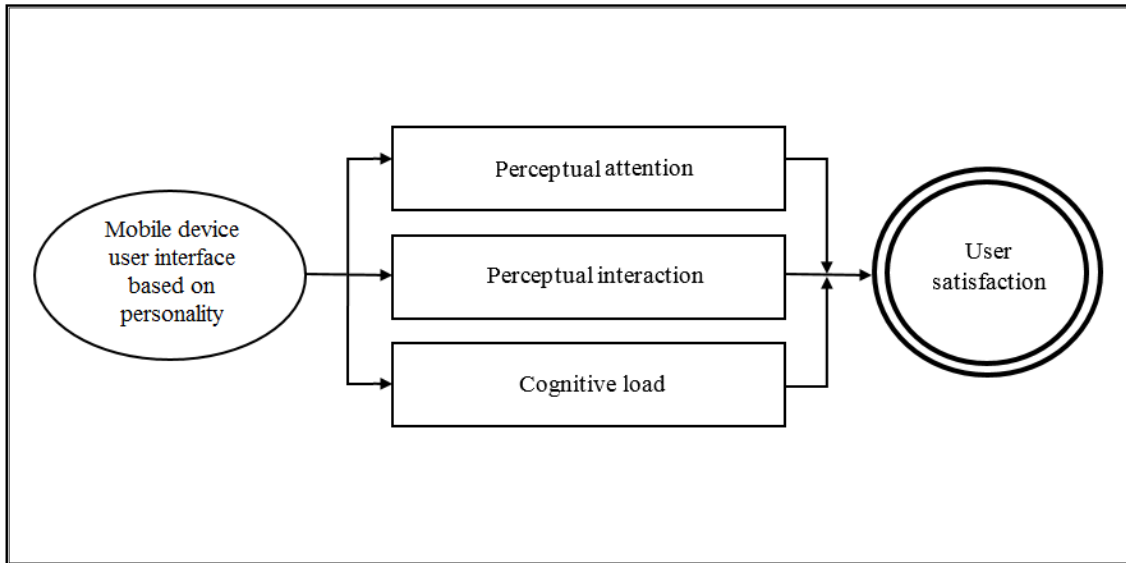 Mobile device
user interface
based on
personality
Perceptual attention
Perceptual interaction
Cognitive load
User
satisfaction